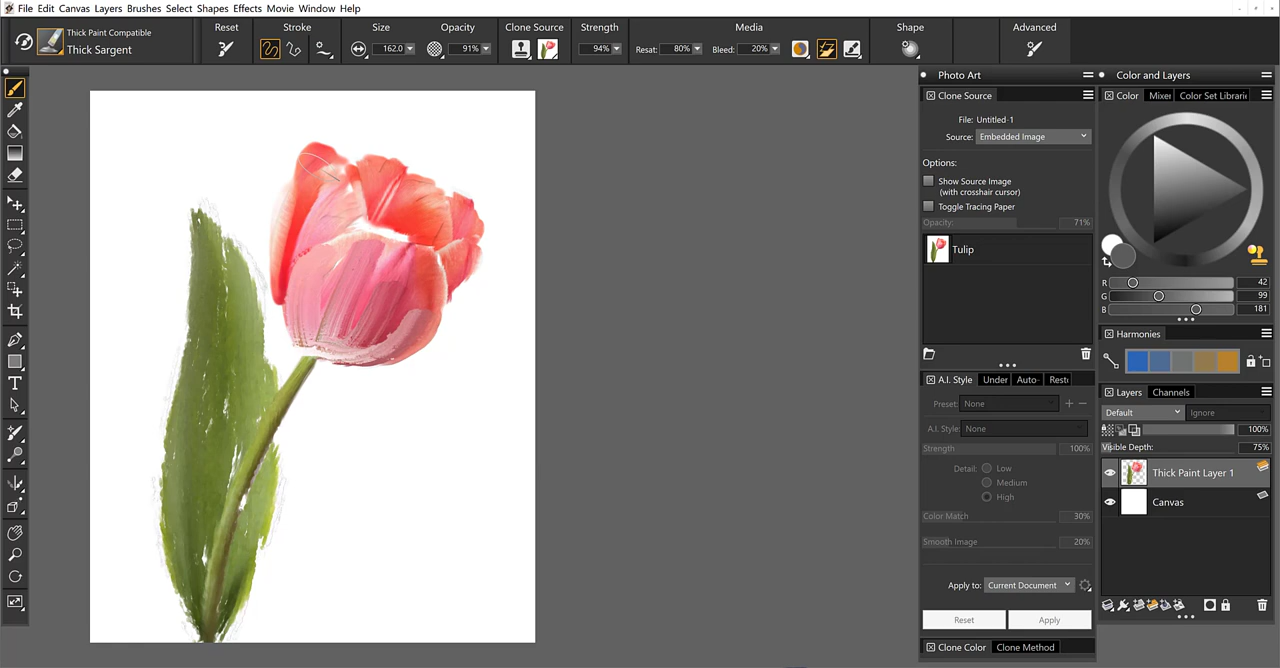 File Edit Canvas Layers Brushes Select Shapes Effects Movie Window Help
Thick Paint Compatible
Thick Sargent
Reset
Stroke
Size
162.0
Opacity
91%
Clone Source
Strength
94%
Media
Resat: 80%
Bleed: 20%
Shape
Advanced
Photo Art
Clone Source
File: Untitled-1
Source: Embedded Image
Options:
Show Source Image
(with crosshair cursor)
Toggle Tracing Paper
Opacity: 71%
Tulip
A.I. Style Under Auto- Rest
Preset: None
A.I. Style: None
Strength 100%
Detail: Low
Medium
High
Color Match 30%
Smooth Image 20%
Apply to: Current Document
Reset Apply
Clone Color Clone Method
Color and Layers
Color Mixer Color Set Librari
R 42
G 99
B 181
Harmonies
Layers Channels
Default Ignore
100%
Visible Depth: 75%
Thick Paint Layer 1
Canvas
T